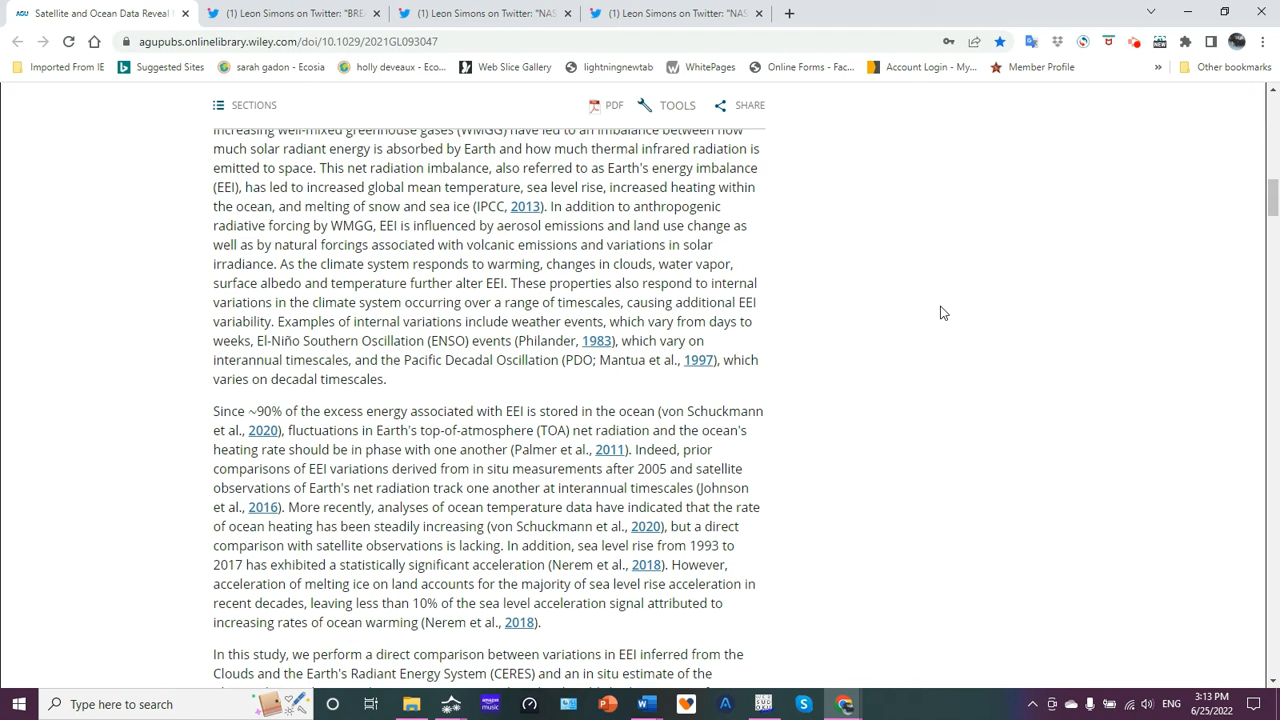 AGU Satellite and Ocean Data Reveal
(1) Leon Simons on Twitter: "BRE
(1) Leon Simons on Twitter: "NAS
(1) Leon Simons on Twitter: "NAS
agupubs.onlinelibrary.wiley.com/doi/10.1029/2021GL093047
Imported From IE
Suggested Sites
sarah gadon - Ecosia
holly deveaux - Eco...
Web Slice Gallery
lightningnewtab
WhitePages
Online Forms - Fac...
Account Login - My...
Member Profile
»
Other bookmarks
SECTIONS
PDF
TOOLS
SHARE
Increasing well-mixed greenhouse gases (WMGG) have led to an imbalance between how
much solar radiant energy is absorbed by Earth and how much thermal infrared radiation is
emitted to space. This net radiation imbalance, also referred to as Earth's energy imbalance
(EEI), has led to increased global mean temperature, sea level rise, increased heating within
the ocean, and melting of snow and sea ice (IPCC, 2013). In addition to anthropogenic
radiative forcing by WMGG, EEI is influenced by aerosol emissions and land use change as
well as by natural forcings associated with volcanic emissions and variations in solar
irradiance. As the climate system responds to warming, changes in clouds, water vapor,
surface albedo and temperature further alter EEI. These properties also respond to internal
variations in the climate system occurring over a range of timescales, causing additional EEI
variability. Examples of internal variations include weather events, which vary from days to
weeks, El-Niño Southern Oscillation (ENSO) events (Philander, 1983), which vary on
interannual timescales, and the Pacific Decadal Oscillation (PDO; Mantua et al., 1997), which
varies on decadal timescales.
Since ~90% of the excess energy associated with EEI is stored in the ocean (von Schuckmann
et al., 2020), fluctuations in Earth's top-of-atmosphere (TOA) net radiation and the ocean's
heating rate should be in phase with one another (Palmer et al., 2011). Indeed, prior
comparisons of EEI variations derived from in situ measurements after 2005 and satellite
observations of Earth's net radiation track one another at interannual timescales (Johnson
et al., 2016). More recently, analyses of ocean temperature data have indicated that the rate
of ocean heating has been steadily increasing (von Schuckmann et al., 2020), but a direct
comparison with satellite observations is lacking. In addition, sea level rise from 1993 to
2017 has exhibited a statistically significant acceleration (Nerem et al., 2018). However,
acceleration of melting ice on land accounts for the majority of sea level rise acceleration in
recent decades, leaving less than 10% of the sea level acceleration signal attributed to
increasing rates of ocean warming (Nerem et al., 2018).
In this study, we perform a direct comparison between variations in EEI inferred from the
Clouds and the Earth's Radiant Energy System (CERES) and an in situ estimate of the
Type here to search
ENG
3:13 PM
6/25/2022